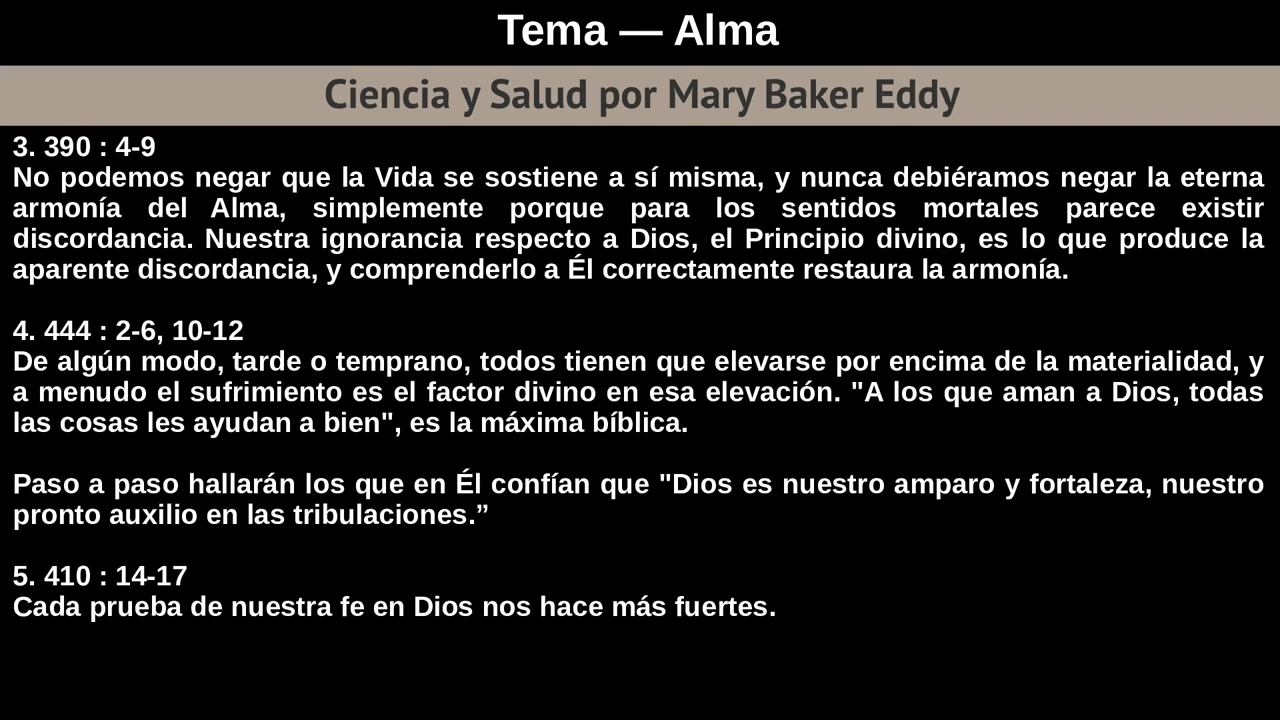 Tema — Alma
Ciencia y Salud por Mary Baker Eddy
3. 390 : 4-9
No podemos negar que la Vida se sostiene a sí misma, y nunca debiéramos negar la eterna
armonía del Alma, simplemente porque para los sentidos mortales parece existir
discordancia. Nuestra ignorancia respecto a Dios, el Principio divino, es lo que produce la
aparente discordancia, y comprenderlo a Él correctamente restaura la armonía.
4. 444 : 2-6, 10-12
De algún modo, tarde o temprano, todos tienen que elevarse por encima de la materialidad, y
a menudo el sufrimiento es el factor divino en esa elevación. "A los que aman a Dios, todas
las cosas les ayudan a bien", es la máxima bíblica.
Paso a paso hallarán los que en Él confían que "Dios es nuestro amparo y fortaleza, nuestro
pronto auxilio en las tribulaciones.”
5. 410 : 14-17
Cada prueba de nuestra fe en Dios nos hace más fuertes.